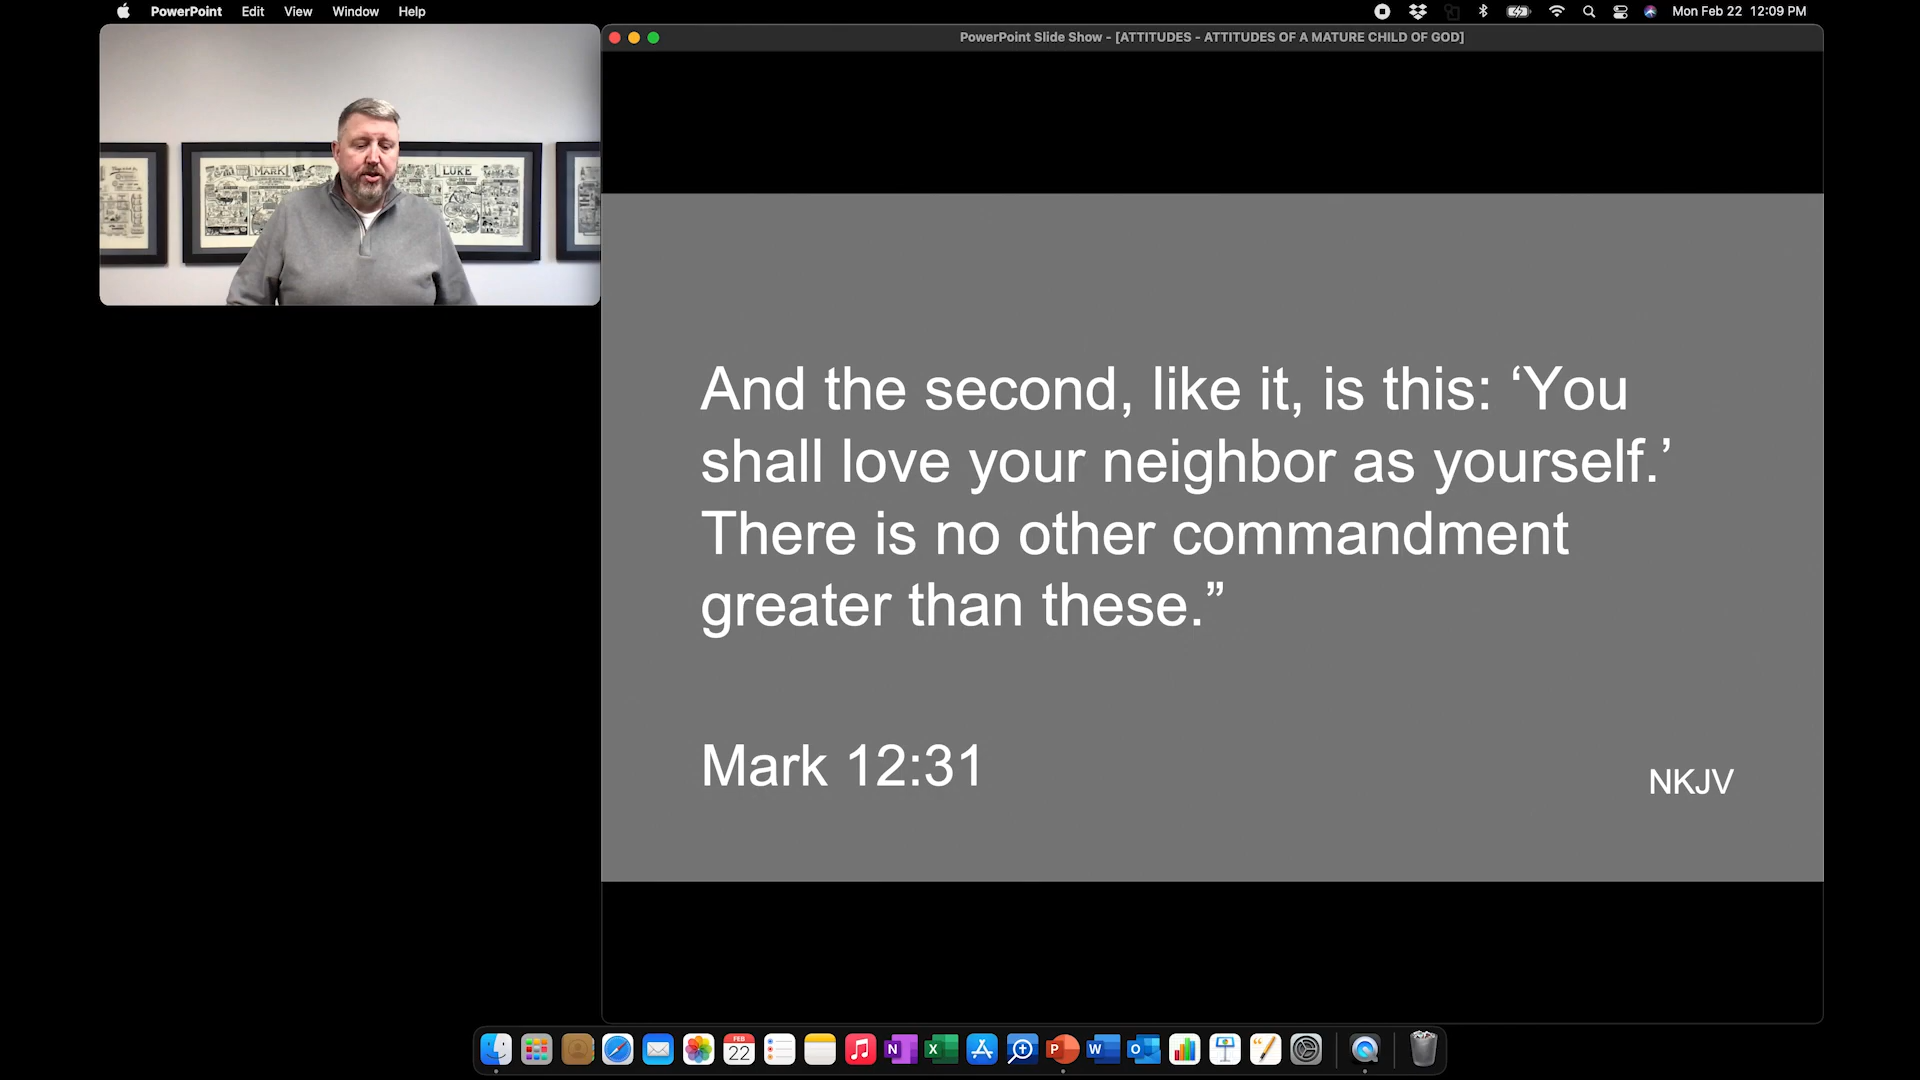 PowerPoint Edit View Window Help
Mon Feb 22 12:09 PM
PowerPoint Slide Show - [ATTITUDES - ATTITUDES OF A MATURE CHILD OF GOD]
MARK
LUKE
And the second, like it, is this: ‘You
shall love your neighbor as yourself.’
There is no other commandment
greater than these.”
Mark 12:31
NKJV
FEB
22
N
X
P
W
O